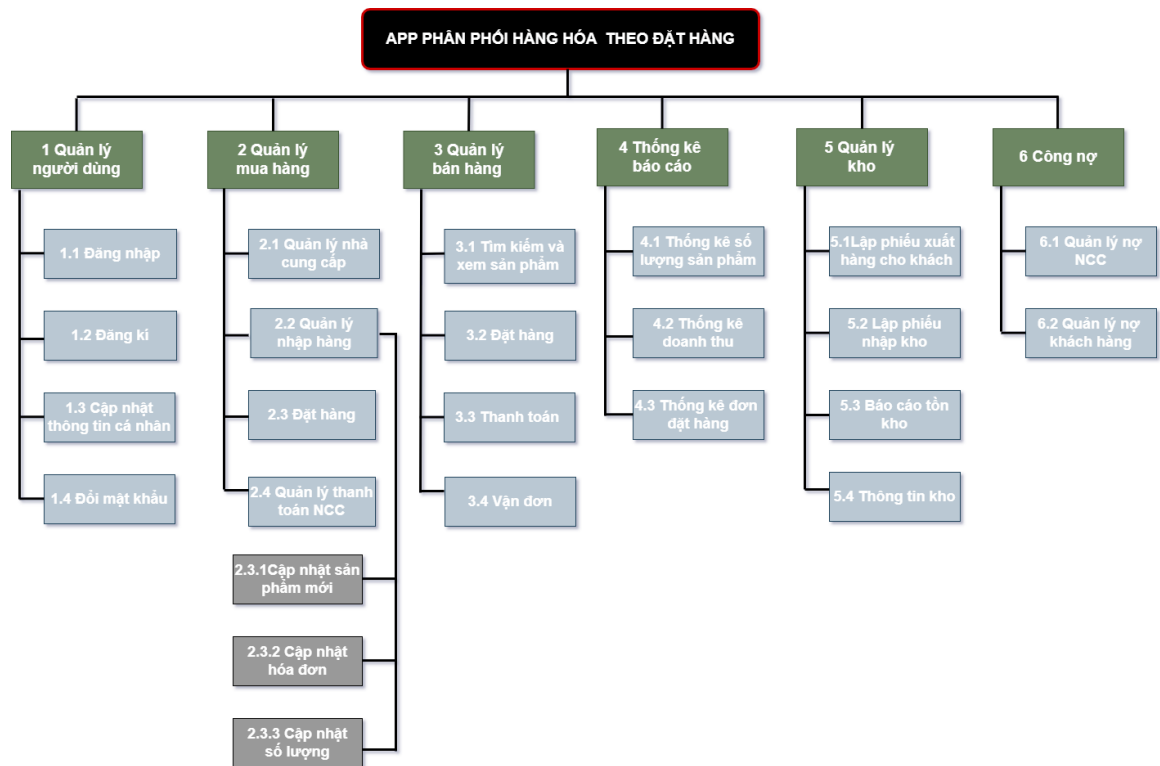 APP PHÂN PHỐI HÀNG HÓA THEO ĐẶT HÀNG
1 Quản lý
người dùng
1.1 Đăng nhập
1.2 Đăng kí
1.3 Cập nhật
thông tin cá nhân
1.4 Đổi mật khẩu
2 Quản lý
mua hàng
2.1 Quản lý nhà
cung cấp
2.2 Quản lý
nhập hàng
2.3 Đặt hàng
2.4 Quản lý thanh
toán NCC
2.3.1Cập nhật sản
phẩm mới
2.3.2 Cập nhật
hóa đơn
2.3.3 Cập nhật
số lượng
3 Quản lý
bán hàng
3.1 Tìm kiếm và
xem sản phẩm
3.2 Đặt hàng
3.3 Thanh toán
3.4 Vận đơn
4 Thống kê
báo cáo
4.1 Thống kê số
lượng sản phẩm
4.2 Thống kê
doanh thu
4.3 Thống kê đơn
đặt hàng
5 Quản lý
kho
5.1Lập phiếu xuất
hàng cho khách
5.2 Lập phiếu
nhập kho
5.3 Báo cáo tồn
kho
5.4 Thông tin kho
6 Công nợ
6.1 Quản lý nợ
NCC
6.2 Quản lý nợ
khách hàng